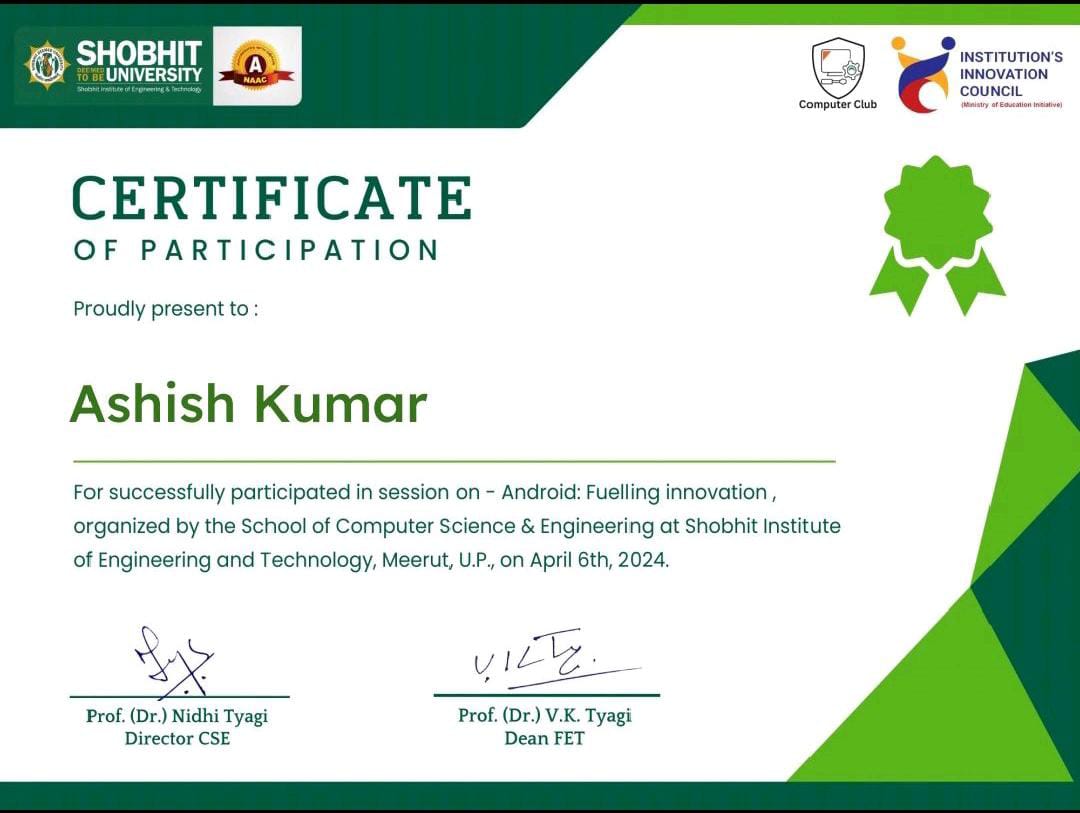 SHOBHIT
DEEMED TO BE UNIVERSITY
Shobhit Institute of Engineering & Technology
A
NAAC
Computer Club
INSTITUTION'S
INNOVATION
COUNCIL
(Ministry of Education Initiative)
CERTIFICATE
OF PARTICIPATION
Proudly present to :
Ashish Kumar
For successfully participated in session on - Android: Fuelling innovation ,
organized by the School of Computer Science & Engineering at Shobhit Institute
of Engineering and Technology, Meerut, U.P., on April 6th, 2024.
V.K Ty.
Prof. (Dr.) Nidhi Tyagi
Director CSE
Prof. (Dr.) V.K. Tyagi
Dean FET